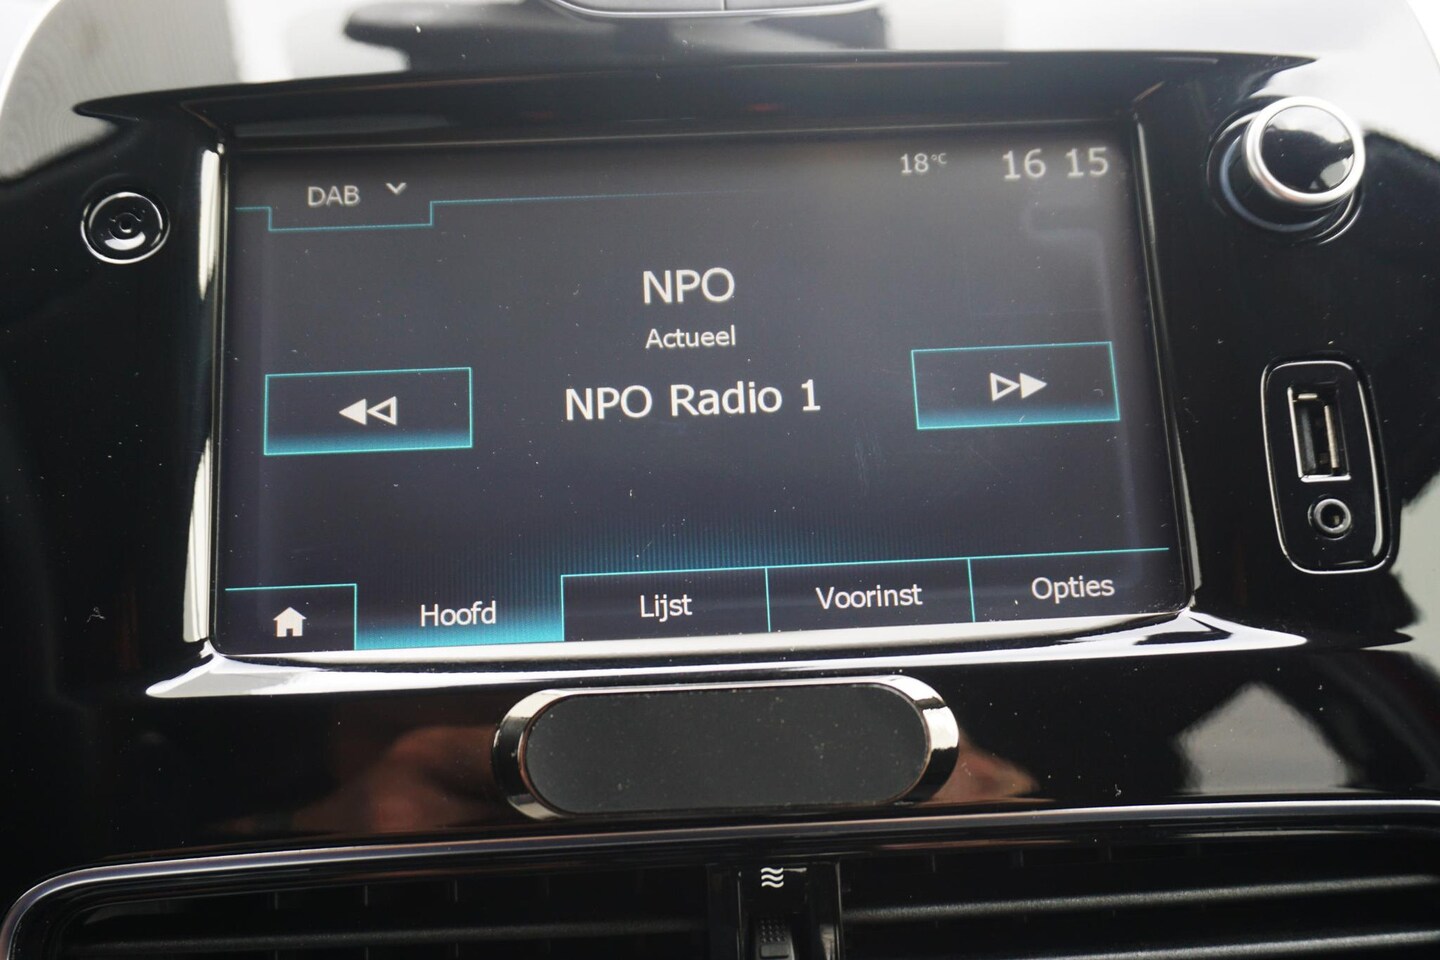 DAB
18°C
16 15
NPO
Actueel
NPO Radio 1
Hoofd
Lijst
Voorinst
Opties